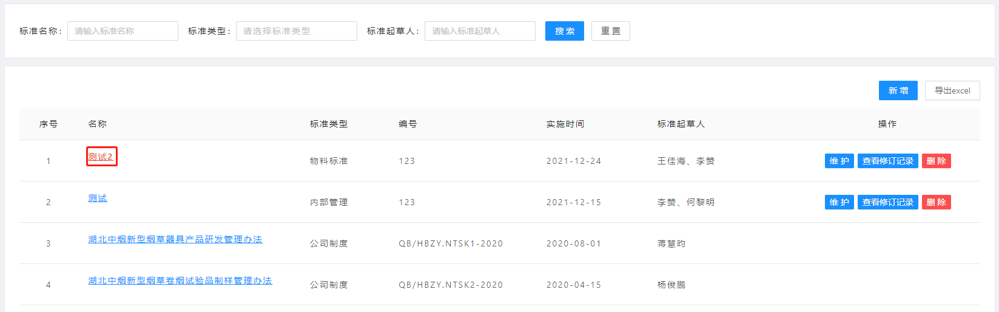 标准名称： 请输入标准名称 标准类型： 请选择标准类型 标准起草人： 请输入标准起草人 搜 索 重 置
新 增 导出excel
序号 名称 标准类型 编号 实施时间 标准起草人 操作
1 测试2 物料标准 123 2021-12-24 王佳海、李赞 维 护 查看修订记录 删 除
2 测试 内部管理 123 2021-12-15 李赞、何黎明 维 护 查看修订记录 删 除
3 湖北中烟新型烟草器具产品研发管理办法 公司制度 QB/HBZY.NTSK1-2020 2020-08-01 蒋慧昀
4 湖北中烟新型烟草卷烟试验品制样管理办法 公司制度 QB/HBZY.NTSK2-2020 2020-04-15 杨俊鹏